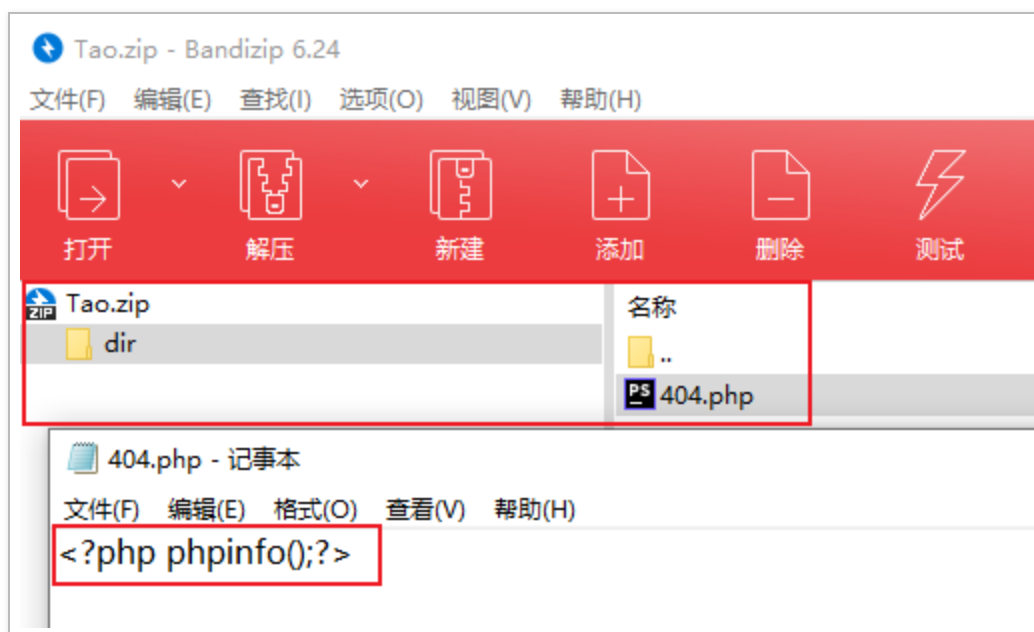 Tao.zip - Bandizip 6.24
文件(F) 编辑(E) 查找(I) 选项(O) 视图(V) 帮助(H)
打开 解压 新建 添加 删除 测试
ZIP Tao.zip
名称
dir
..
PS 404.php
404.php - 记事本
文件(F) 编辑(E) 格式(O) 查看(V) 帮助(H)
<?php phpinfo();?>